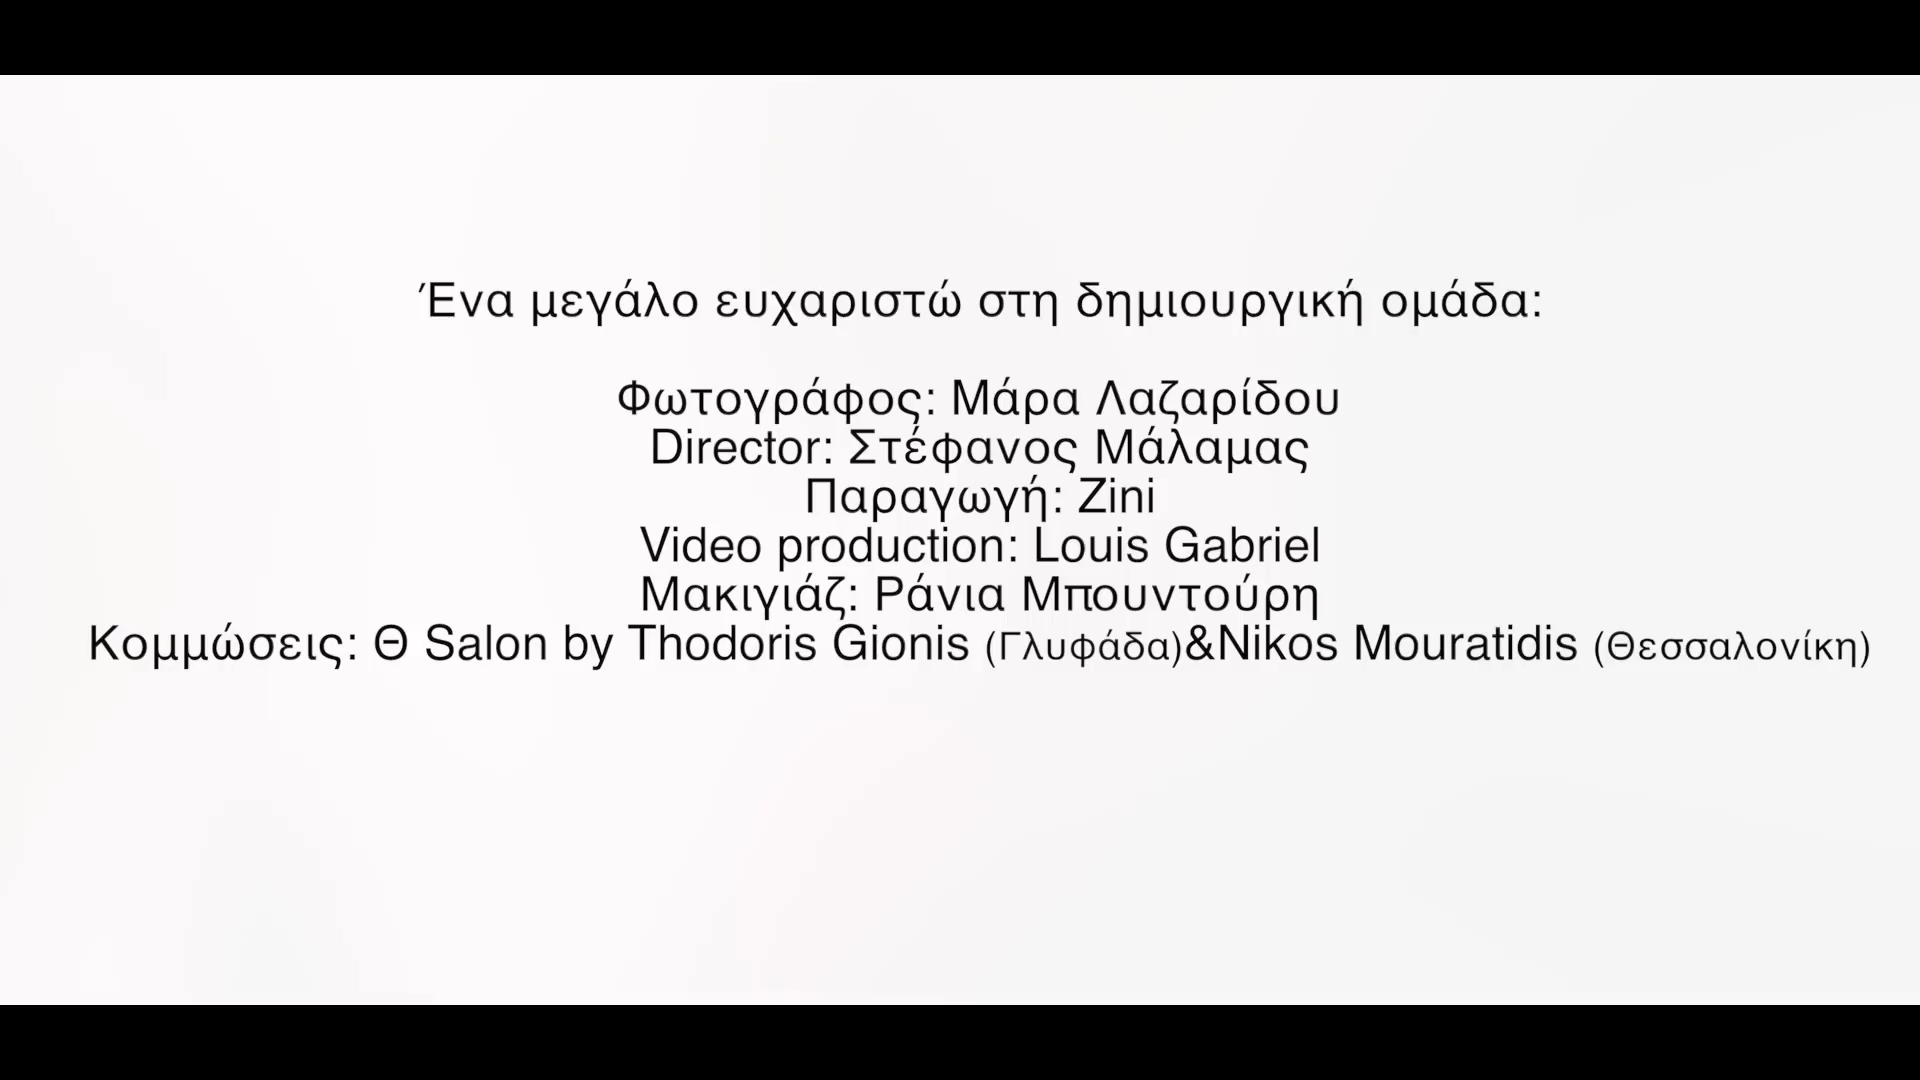 Ένα μεγάλο ευχαριστώ στη δημιουργική ομάδα:
Φωτογράφος: Μάρα Λαζαρίδου
Director: Στέφανος Μάλαμας
Παραγωγή: Zini
Video production: Louis Gabriel
Μακιγιάζ: Ράνια Μπουντούρη
Κομμώσεις: Θ Salon by Thodoris Gionis (Γλυφάδα)&Nikos Mouratidis (Θεσσαλονίκη)